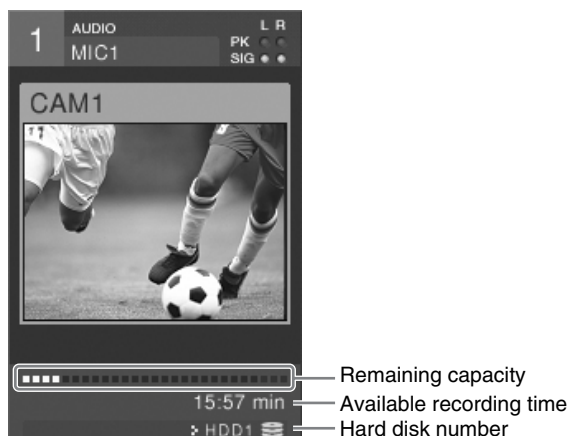 1
AUDIO
MIC1
L R
PK
SIG
CAM1
15:57 min
HDD1
Remaining capacity
Available recording time
Hard disk number